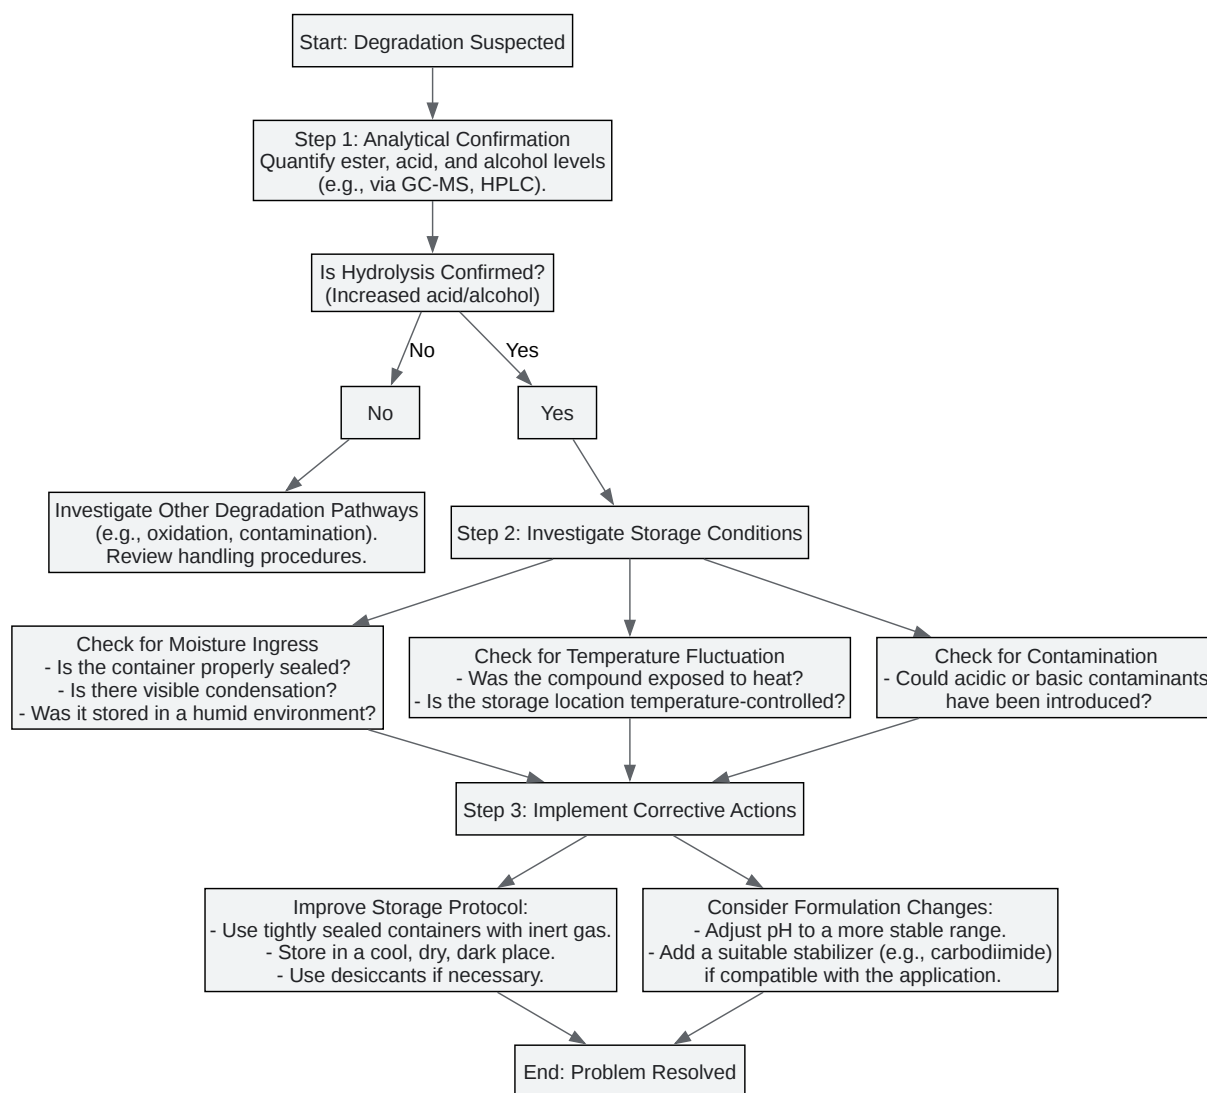 Start: Degradation Suspected
Step 1: Analytical Confirmation
Quantify ester, acid, and alcohol levels
(e.g., via GC-MS, HPLC).
Is Hydrolysis Confirmed?
(Increased acid/alcohol)
No
Yes
No
Yes
Investigate Other Degradation Pathways
(e.g., oxidation, contamination).
Review handling procedures.
Step 2: Investigate Storage Conditions
Check for Moisture Ingress
- Is the container properly sealed?
- Is there visible condensation?
- Was it stored in a humid environment?
Check for Temperature Fluctuation
- Was the compound exposed to heat?
- Is the storage location temperature-controlled?
Check for Contamination
- Could acidic or basic contaminants
have been introduced?
Step 3: Implement Corrective Actions
Improve Storage Protocol:
- Use tightly sealed containers with inert gas.
- Store in a cool, dry, dark place.
- Use desiccants if necessary.
Consider Formulation Changes:
- Adjust pH to a more stable range.
- Add a suitable stabilizer (e.g., carbodiimide)
if compatible with the application.
End: Problem Resolved